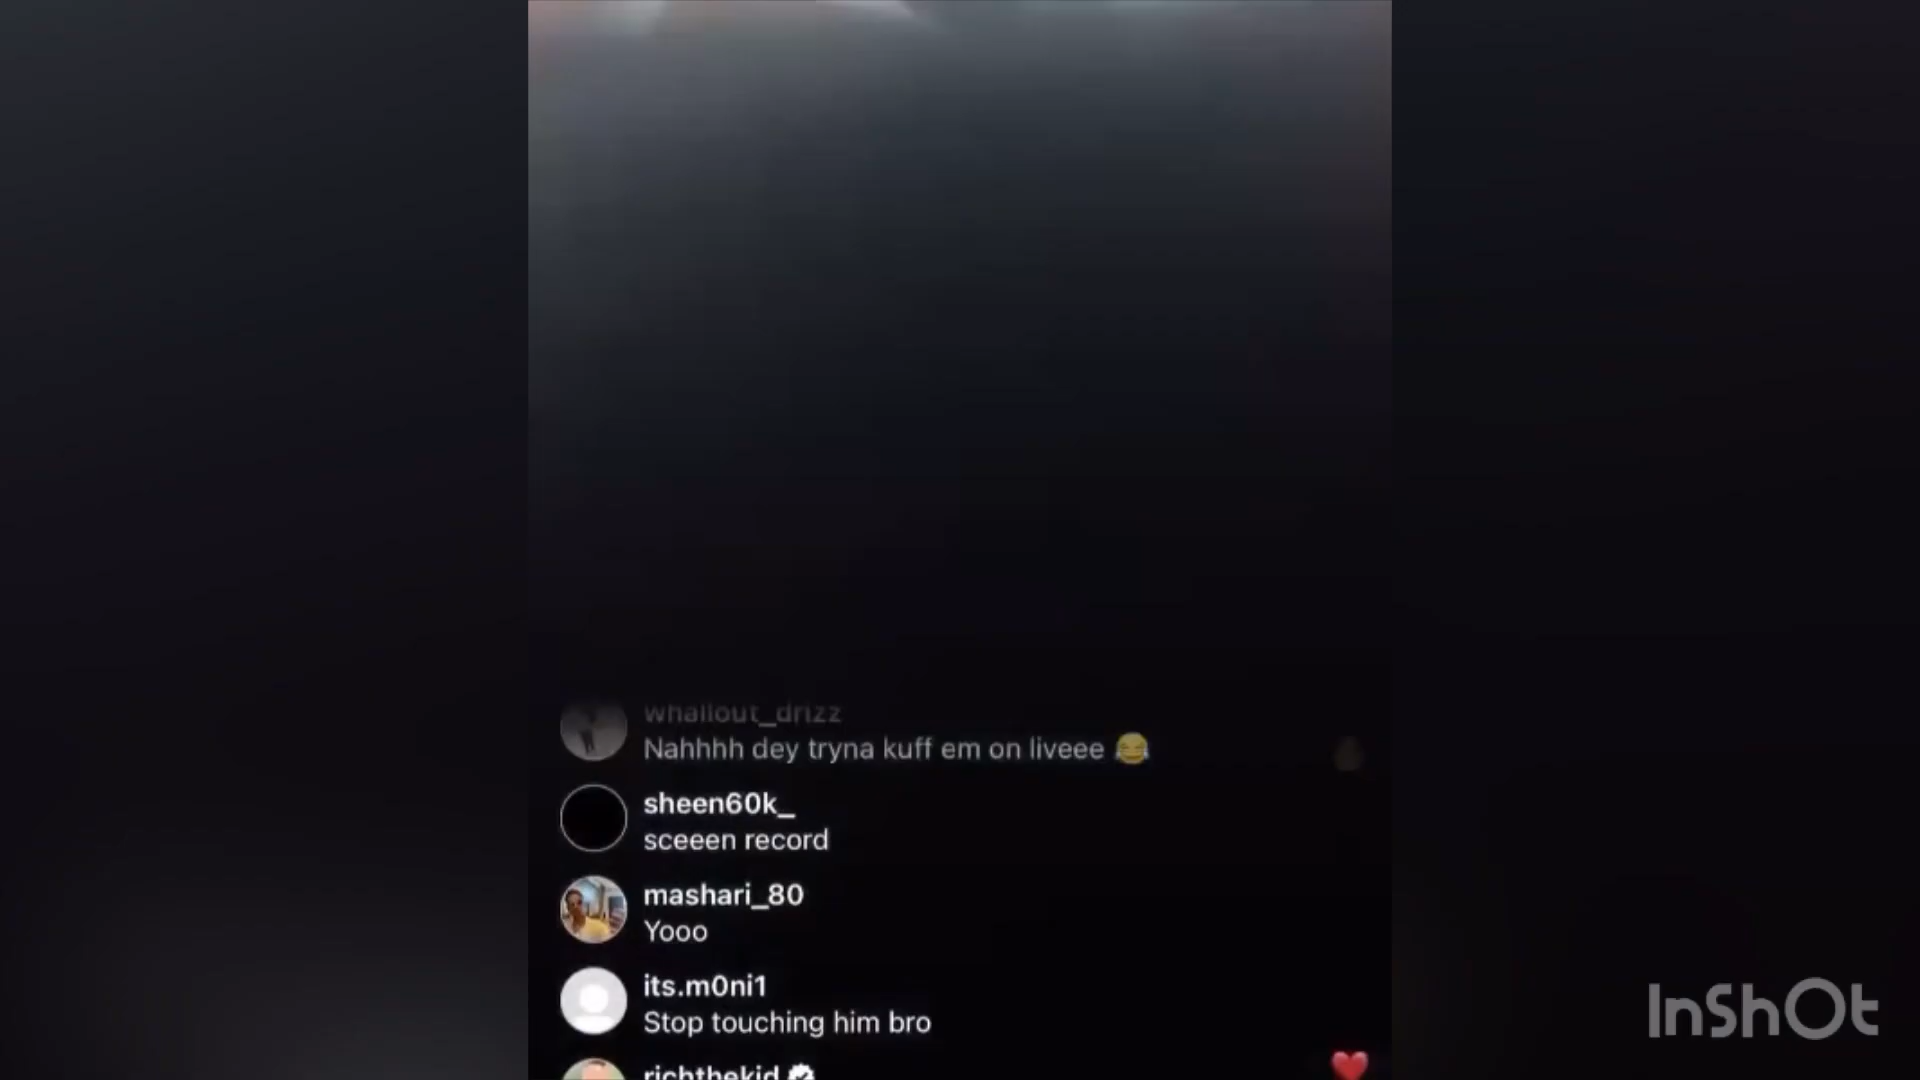 whallout_drizz
Nahhhh dey tryna kuff em on liveee 😂
sheen60k_
sceeen record
mashari_80
Yooo
its.m0ni1
Stop touching him bro
richthekid
InShOt